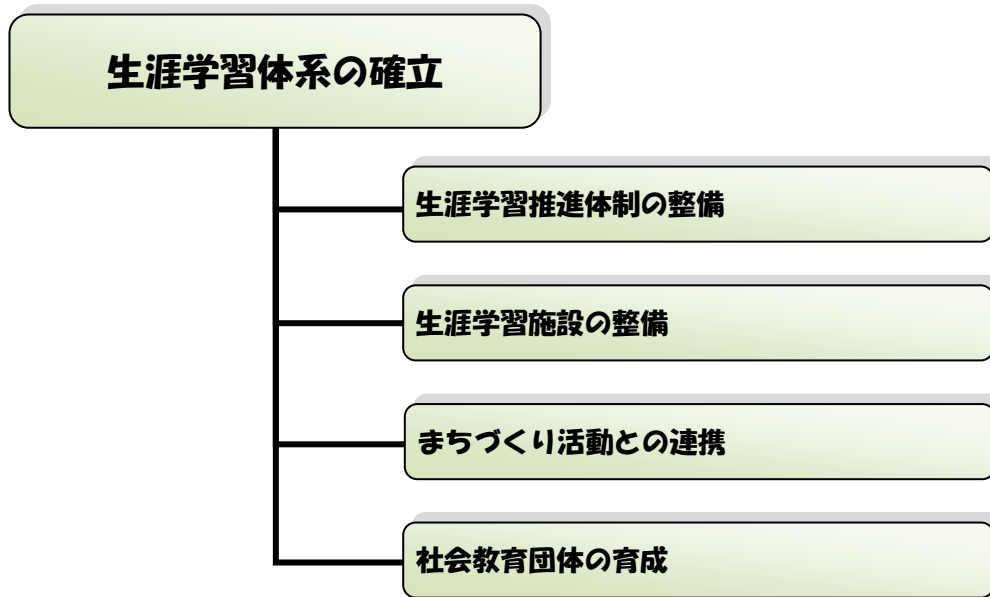 生涯学習体系の確立
生涯学習推進体制の整備
生涯学習施設の整備
まちづくり活動との連携
社会教育団体の育成